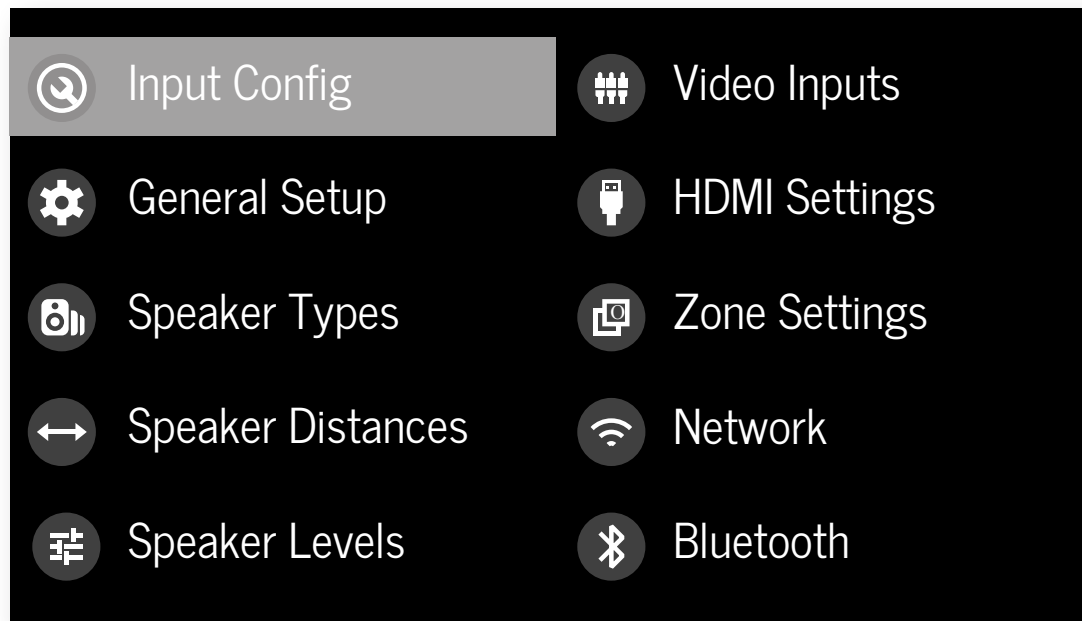 Input Config
General Setup
Speaker Types
Speaker Distances
Speaker Levels
Video Inputs
HDMI Settings
O
Zone Settings
Network
Bluetooth